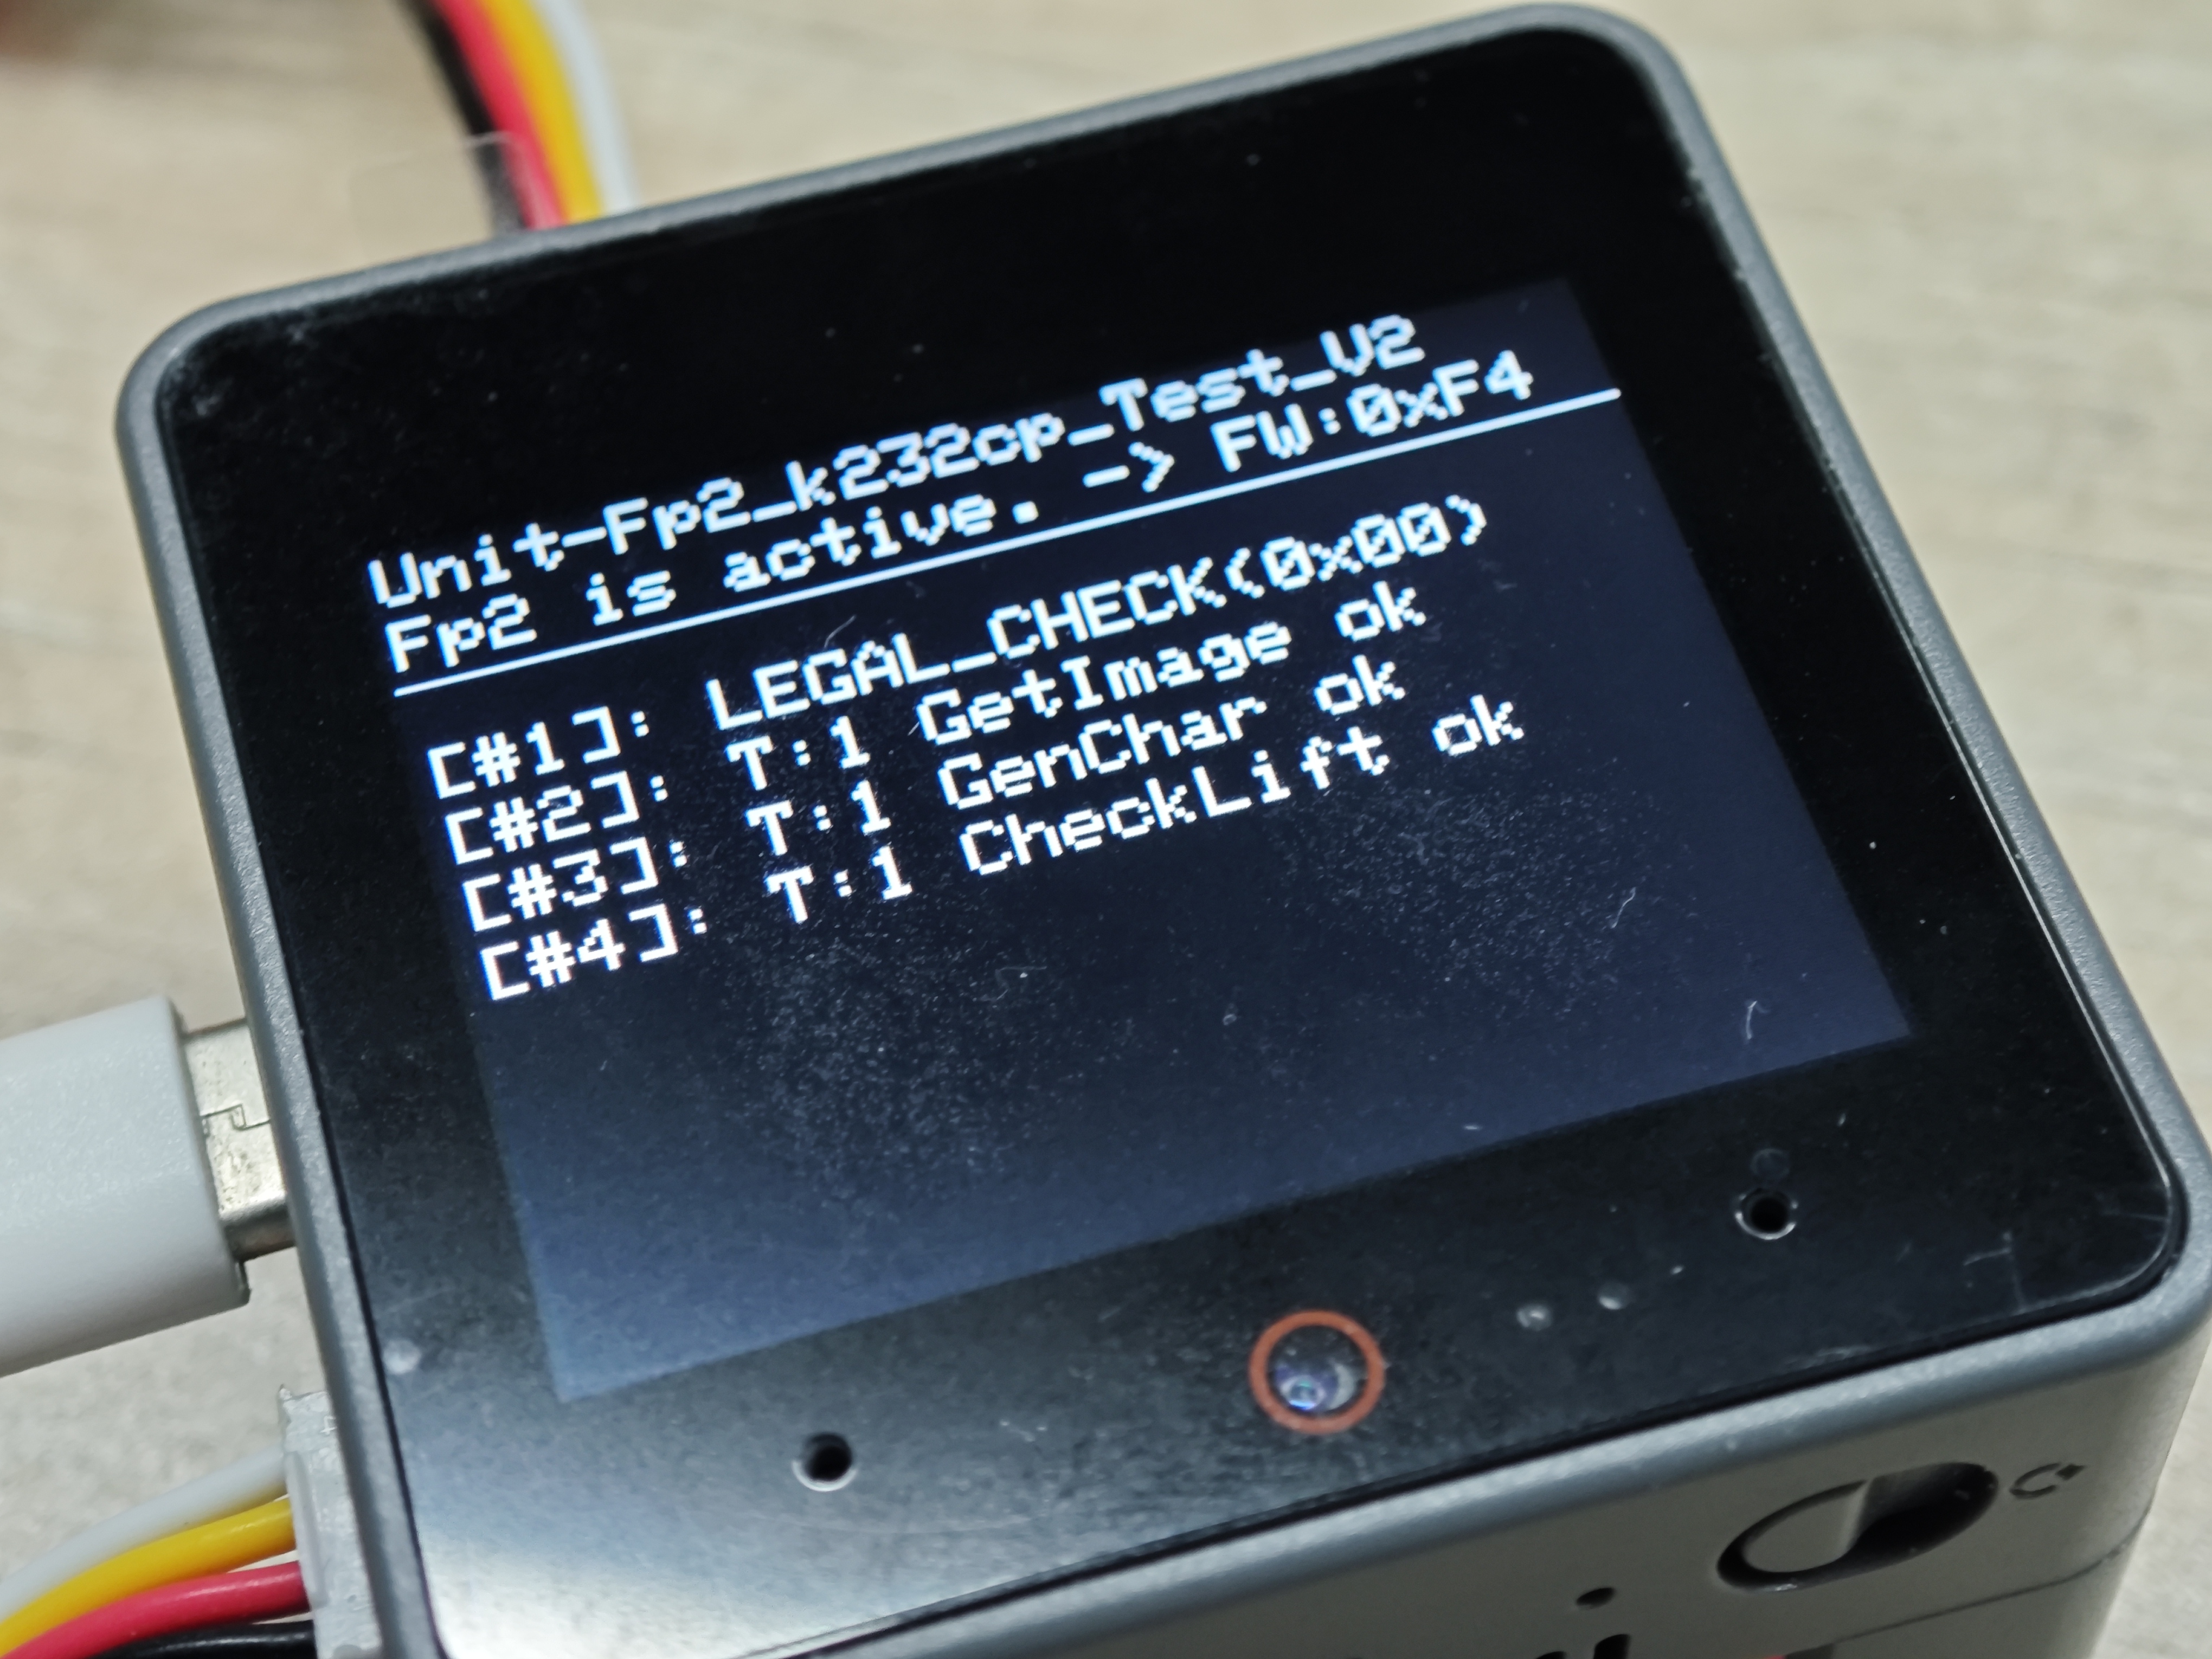 Unit-Fp2_k232cp_Test_V2
Fp2 is active. -> FW:0xF4
[#1]: LEGAL_CHECK(0x00)
[#2]: T:1 GetImage ok
[#3]: T:1 GenChar ok
[#4]: T:1 CheckLift ok